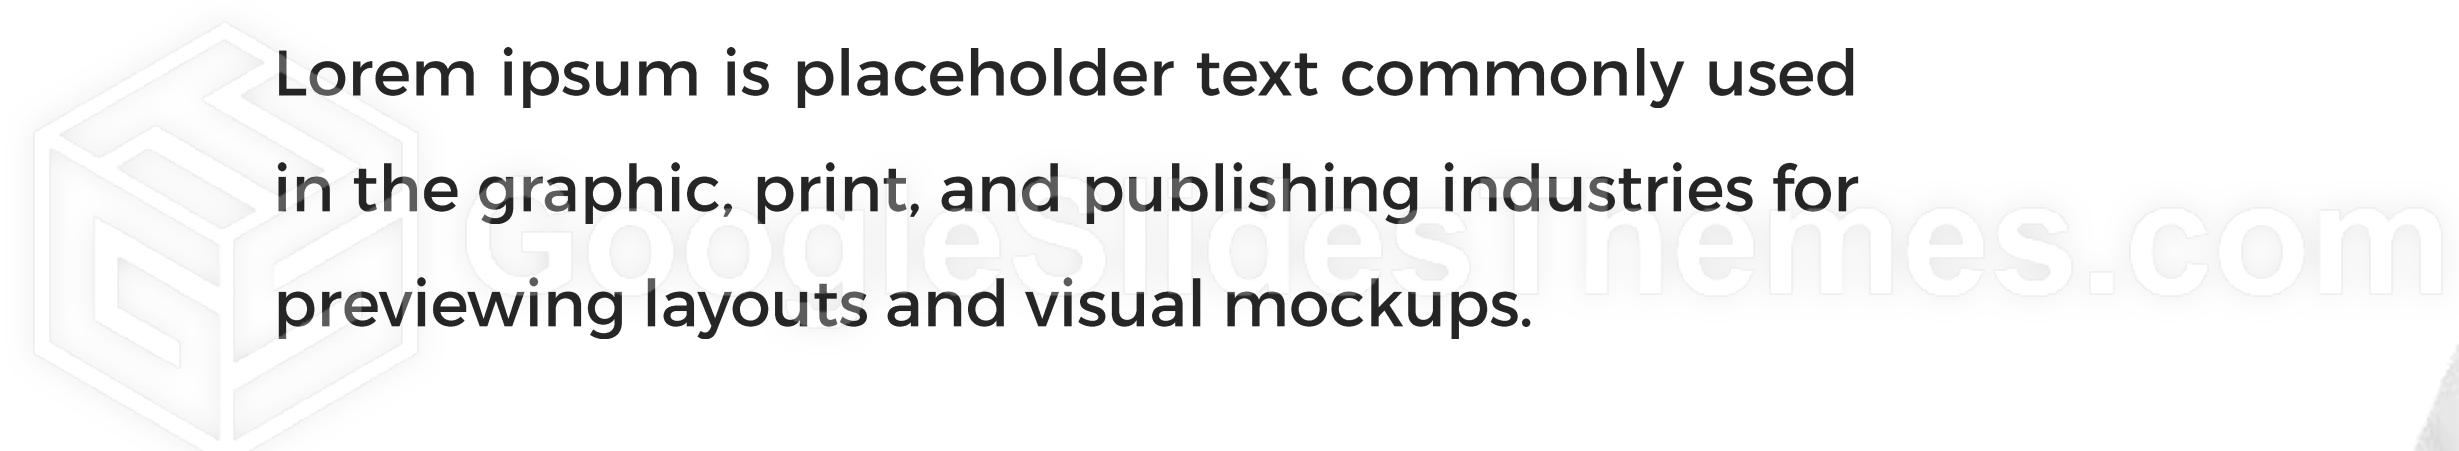 Lorem ipsum is placeholder text commonly used
in the graphic, print, and publishing industries for
previewing layouts and visual mockups.
GoogleSlidesThemes.com